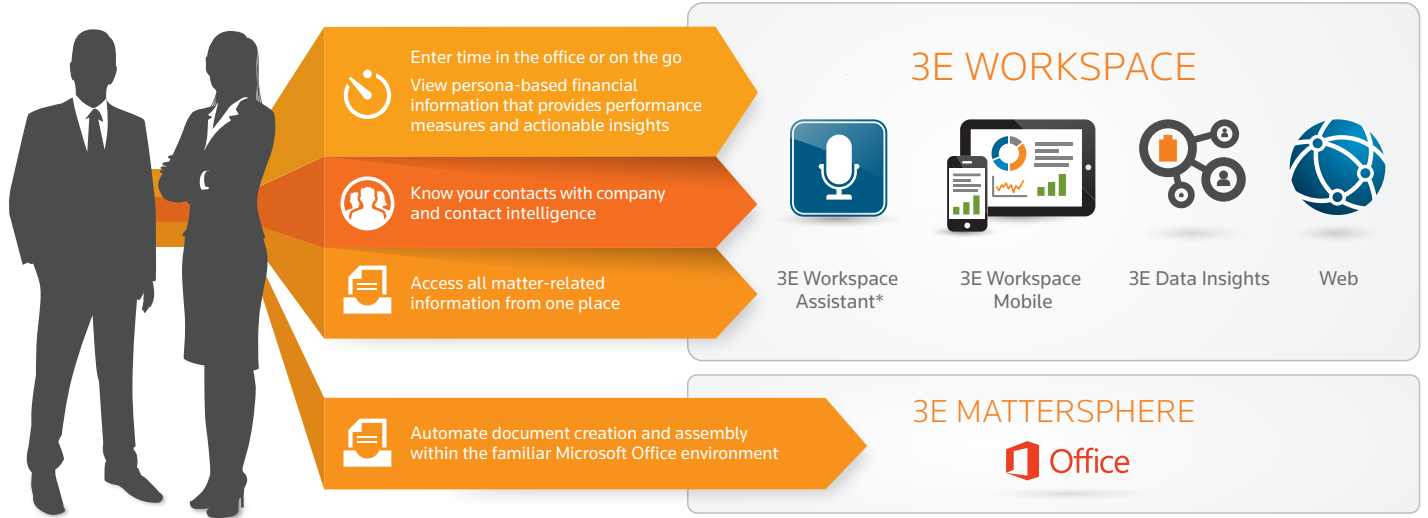 Enter time in the office or on the go
View persona-based financial
information that provides performance
measures and actionable insights
Know your contacts with company
and contact intelligence
Access all matter-related
information from one place
Automate document creation and assembly
within the familiar Microsoft Office environment
3E WORKSPACE
3E Workspace
Assistant*
3E Workspace
Mobile
3E Data Insights
Web
3E MATTERSPHERE
Office